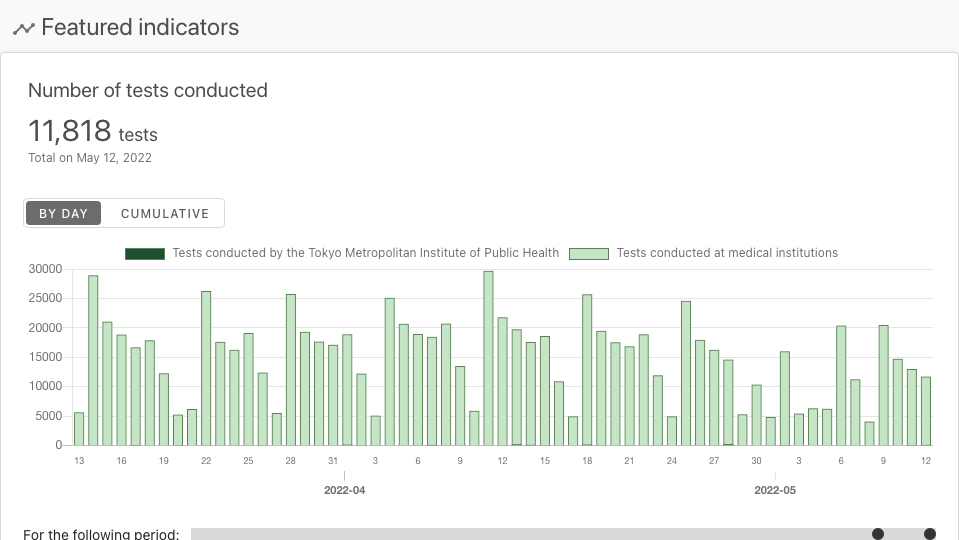 Featured indicators
Number of tests conducted
11,818 tests
Total on May 12, 2022
BY DAY CUMULATIVE
Tests conducted by the Tokyo Metropolitan Institute of Public Health Tests conducted at medical institutions
30000
25000
20000
15000
10000
5000
0
13 16 19 22 25 28 31 3 6 9 12 15 18 21 24 27 30 3 6 9 12
2022-04 2022-05
For the following period: